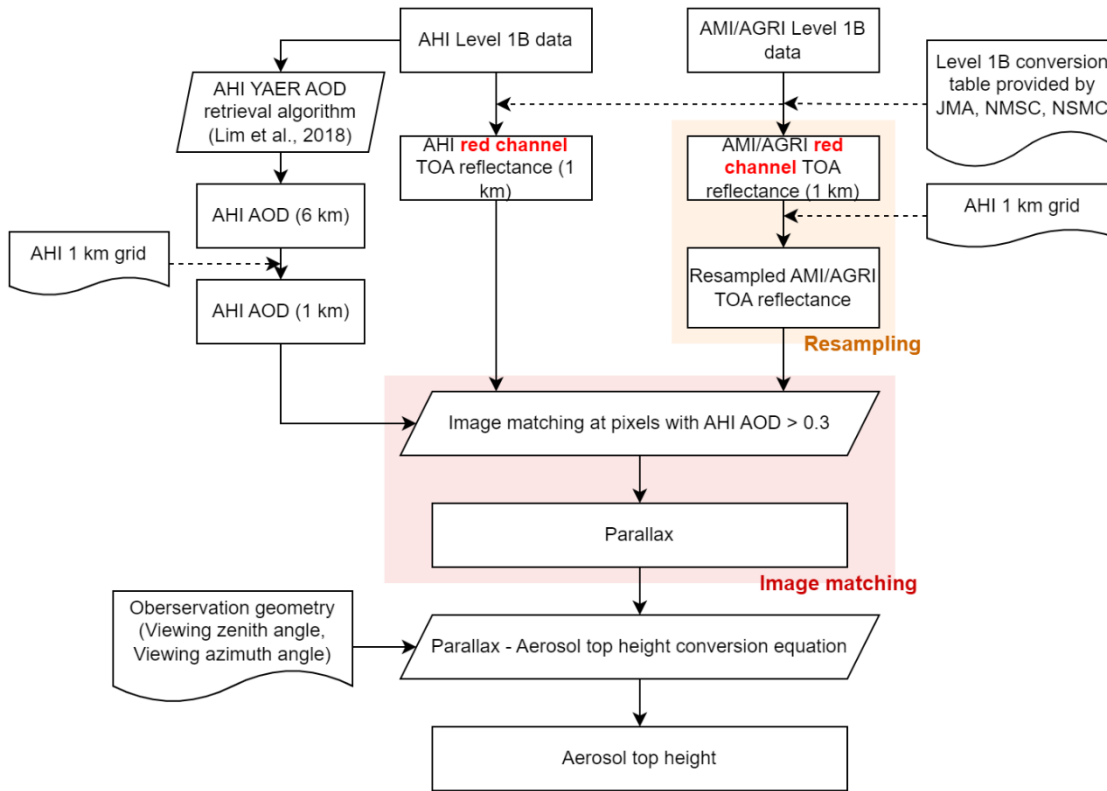 AHI Level 1B data
AMI/AGRI Level 1B
data
Level 1B conversion
table provided by
JMA, NMSC, NSMC
AHI YAER AOD
retrieval algorithm
(Lim et al., 2018)
AHI red channel
TOA reflectance (1
km)
AMI/AGRI red
channel TOA
reflectance (1 km)
AHI AOD (6 km)
AHI 1 km grid
AHI 1 km grid
Resampled AMI/AGRI
TOA reflectance
AHI AOD (1 km)
Resampling
Image matching at pixels with AHI AOD > 0.3
Parallax
Image matching
Oberservation geometry
(Viewing zenith angle,
Viewing azimuth angle)
Parallax - Aerosol top height conversion equation
Aerosol top height